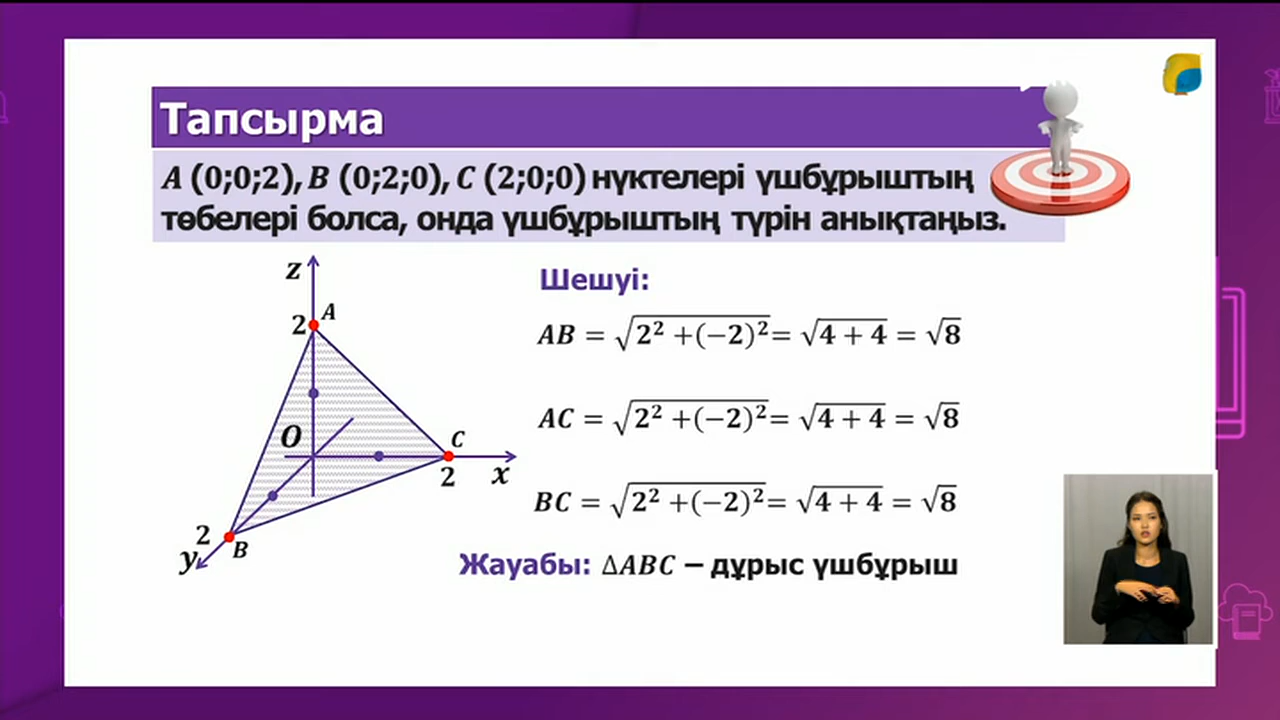 Тапсырма
A (0;0;2), B (0;2;0), C (2;0;0) нүктелері үшбұрыштың
төбелері болса, онда үшбұрыштың түрін анықтаңыз.
z
2 A
O
C
2 x
2
y B
Шешуі:
AB = √(2² +(−2)²)= √(4 + 4) = √8
AC = √(2² +(−2)²)= √(4 + 4) = √8
BC = √(2² +(−2)²)= √(4 + 4) = √8
Жауабы: ∆ABC – дұрыс үшбұрыш